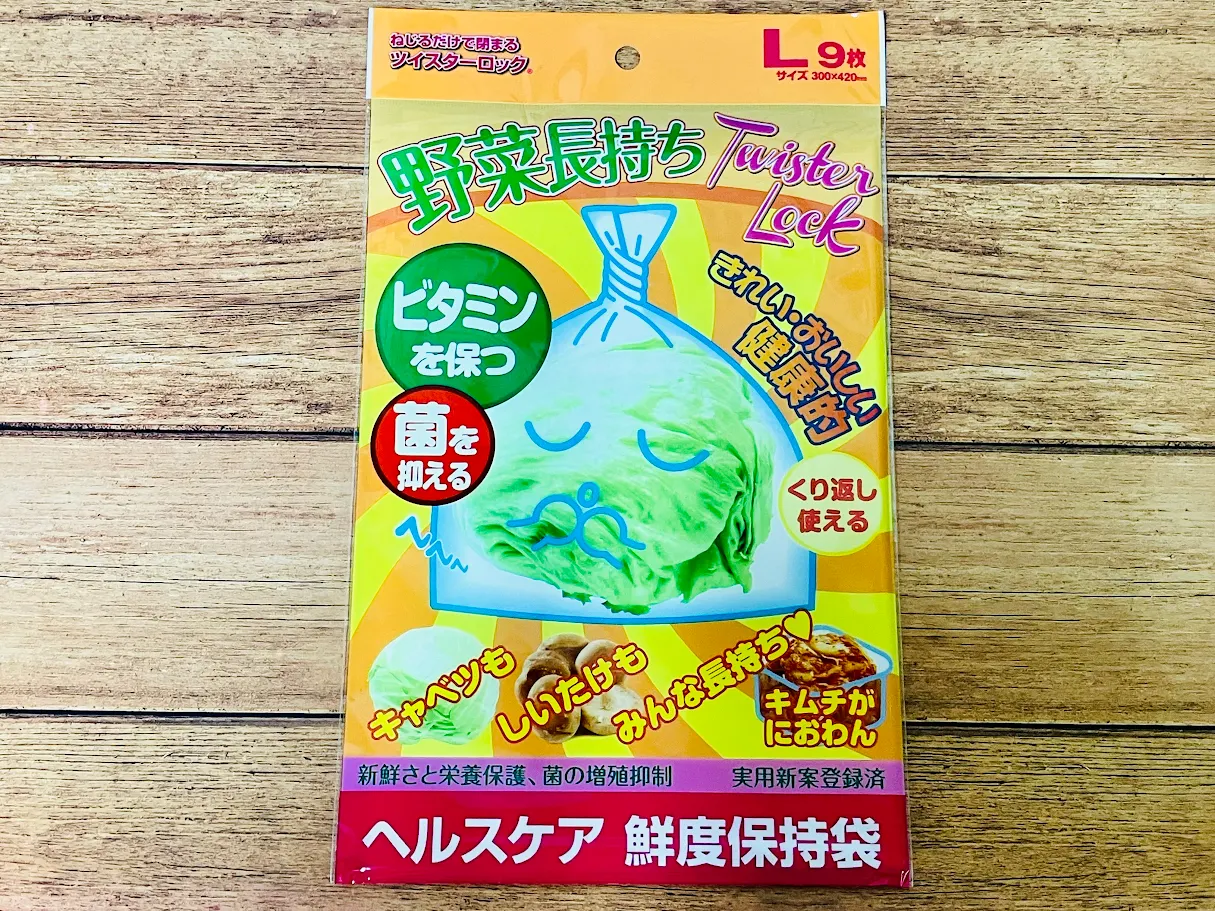 ねじるだけで閉まる
ツイスターロック®
L 9枚
サイズ 300×420mm
野菜長持ち
Twister
Lock
ビタミン
を保つ
きれい・おいしい
健康的
菌を
抑える
くり返し
使える
キャベツも
しいたけも
みんな長持ち♥
キムチが
におわん
新鮮さと栄養保護、菌の増殖抑制
実用新案登録済
ヘルスケア 鮮度保持袋